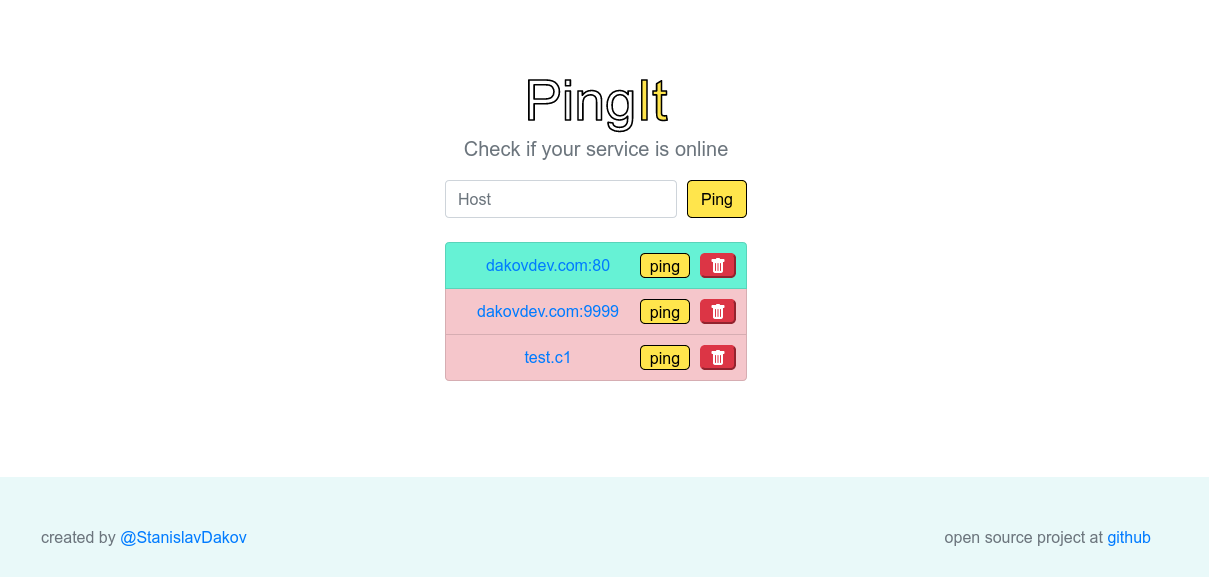 PingIt
Check if your service is online
Host Ping
dakovdev.com:80 ping
dakovdev.com:9999 ping
test.c1 ping
created by @StanislavDakov open source project at github